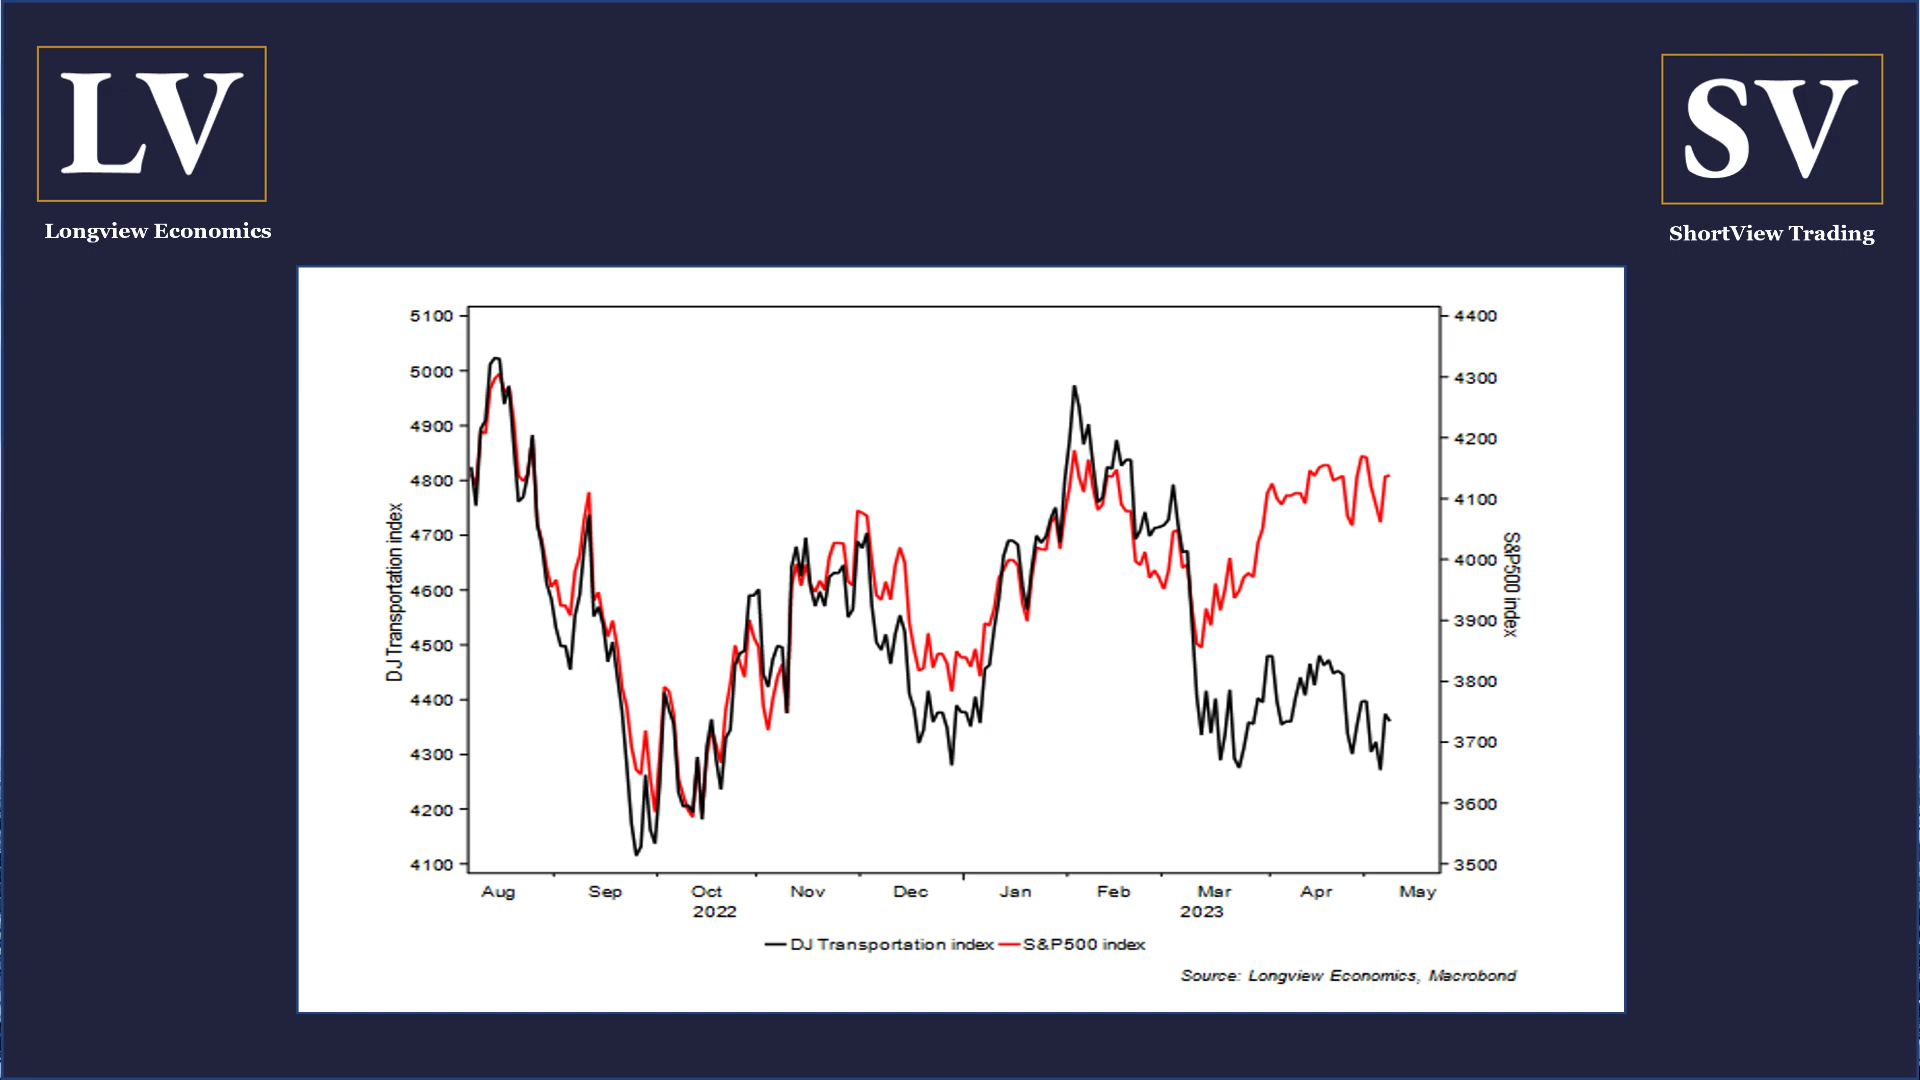 LV
Longview Economics
SV
ShortView Trading
5100
5000
4900
4800
4700
4600
4500
4400
4300
4200
4100
DJ Transportation index
4400
4300
4200
4100
4000
3900
3800
3700
3600
3500
S&P500 index
Aug Sep Oct Nov Dec Jan Feb Mar Apr May
2022 2023
DJ Transportation index S&P500 index
Source: Longview Economics, Macrobond